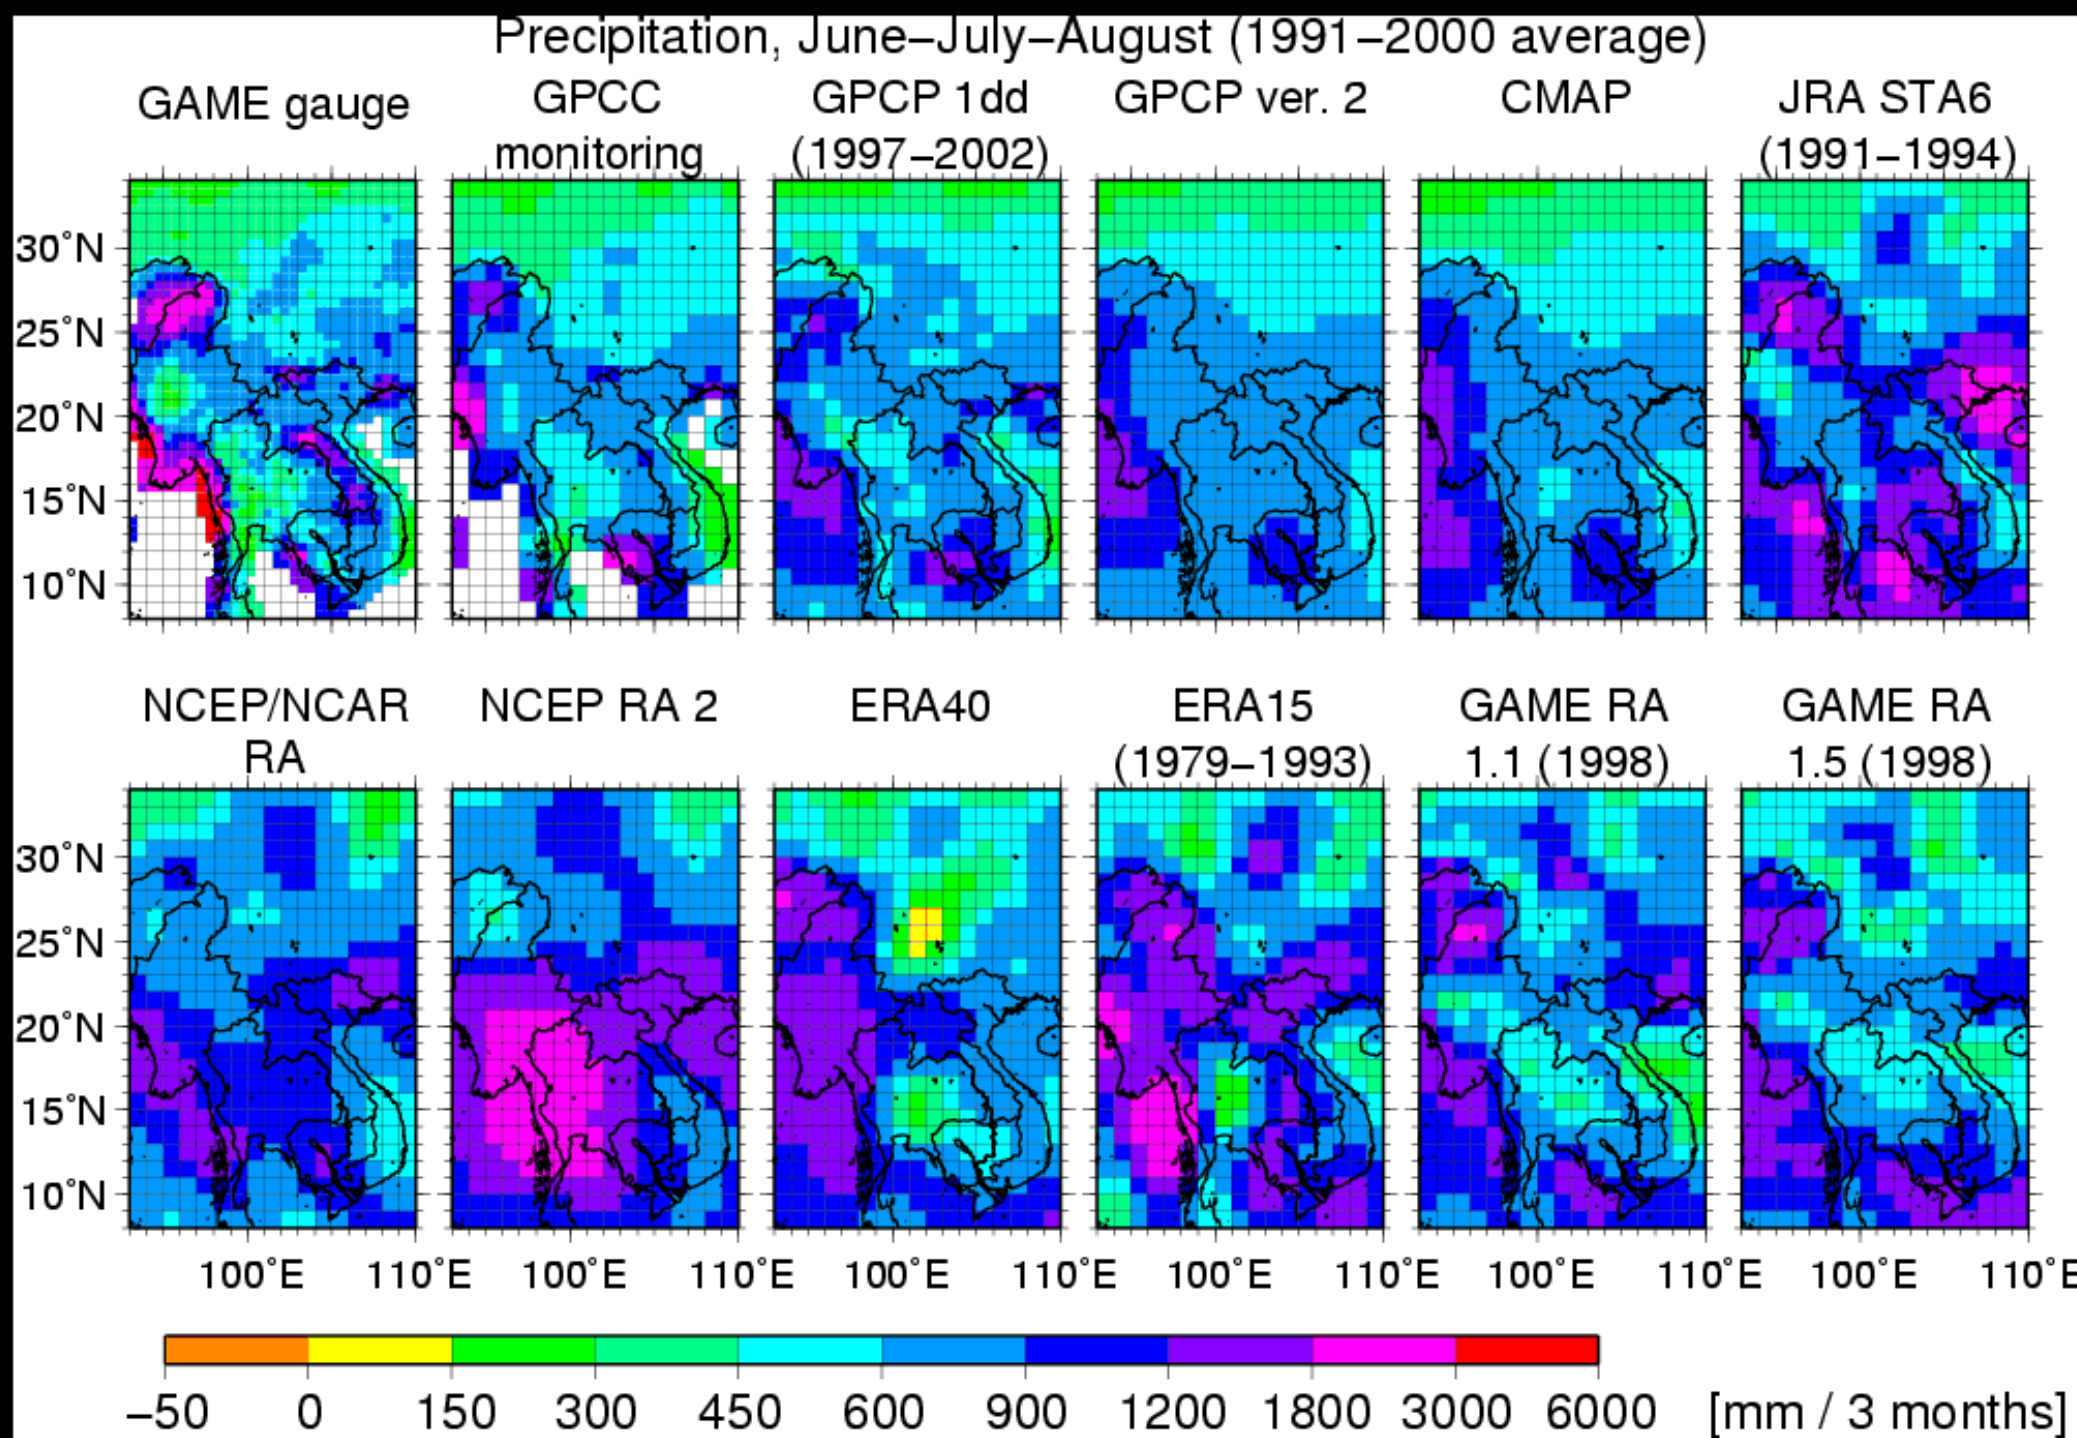 Precipitation, June–July–August (1991–2000 average)
GAME gauge
GPCC
monitoring
GPCP 1dd
(1997–2002)
GPCP ver. 2
CMAP
JRA STA6
(1991–1994)
30°N
25°N
20°N
15°N
10°N
NCEP/NCAR
RA
NCEP RA 2
ERA40
ERA15
(1979–1993)
GAME RA
1.1 (1998)
GAME RA
1.5 (1998)
30°N
25°N
20°N
15°N
10°N
100°E 110°E 100°E 110°E 100°E 110°E 100°E 110°E 100°E 110°E 100°E 110°E
–50 0 150 300 450 600 900 1200 1800 3000 6000 [mm / 3 months]